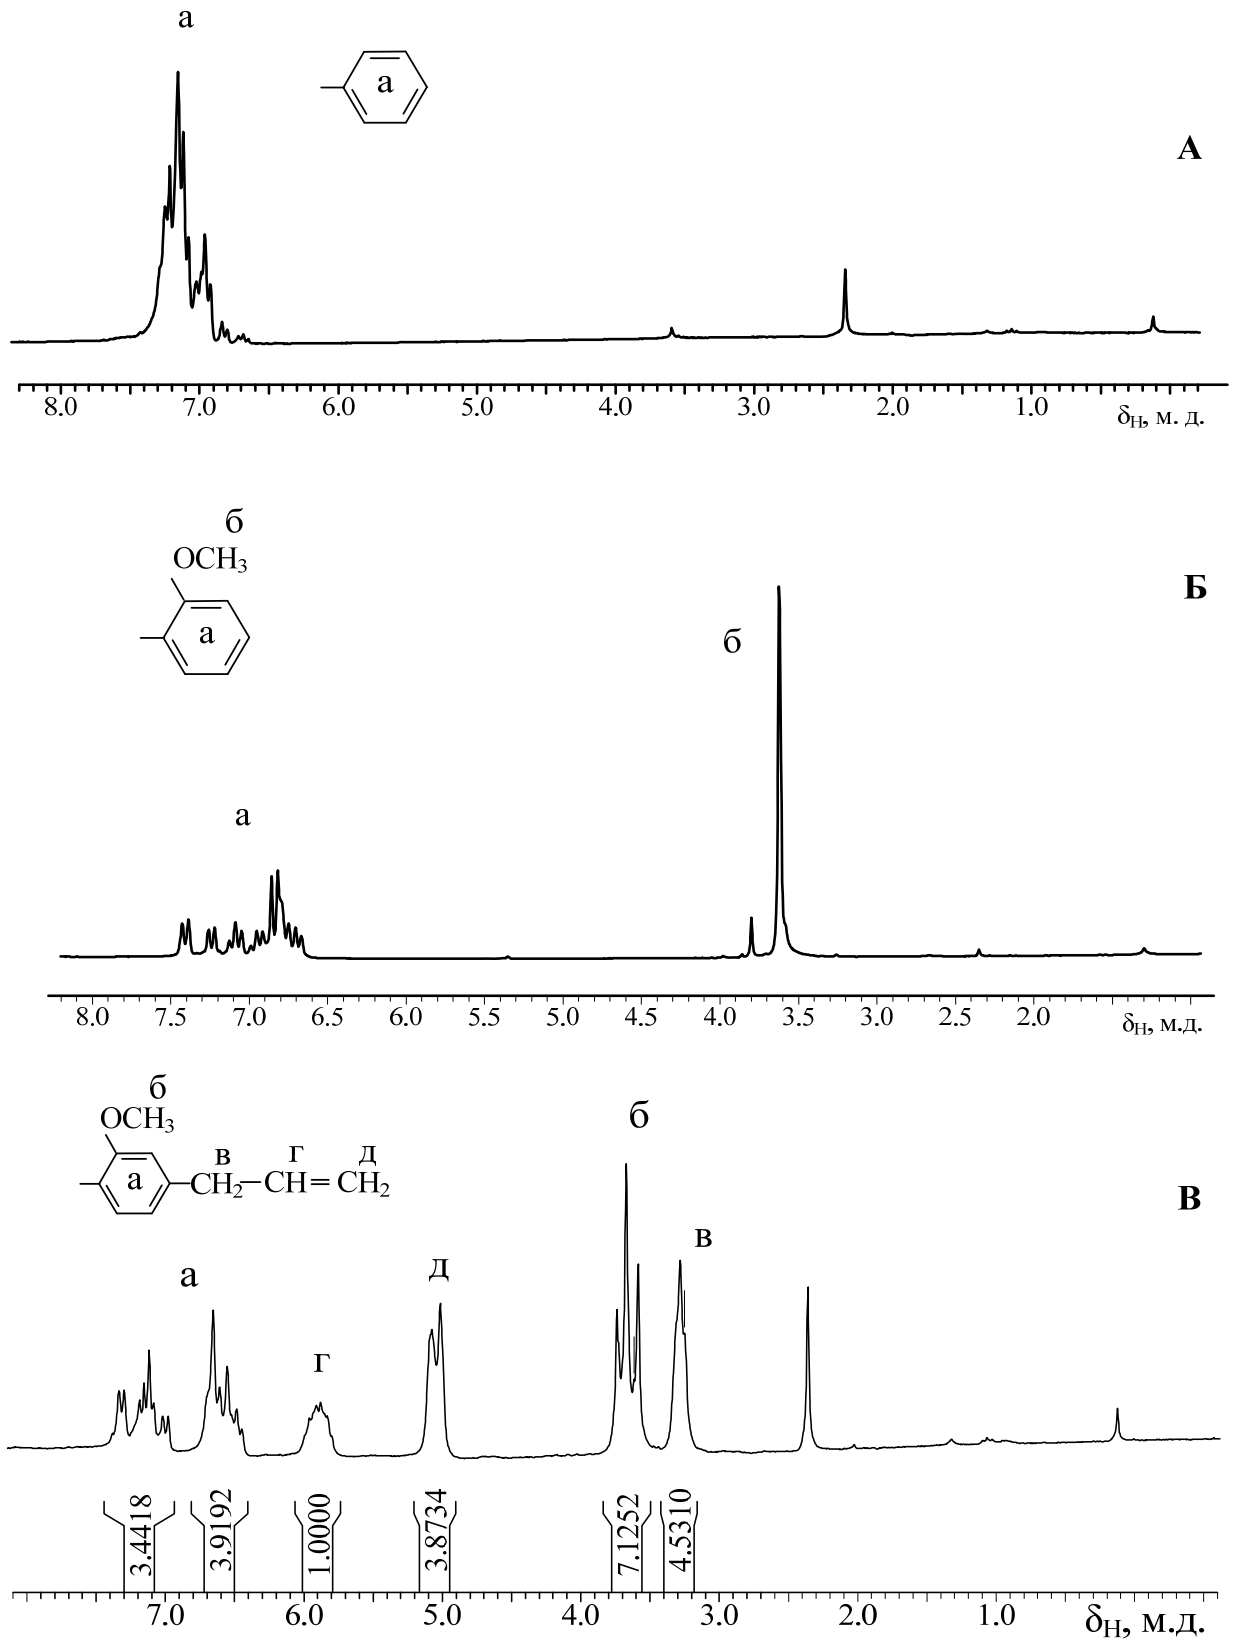 а
а
А
8.0 7.0 6.0 5.0 4.0 3.0 2.0 1.0
δН, м. д.
б
OCH3
Б
а
б
а
8.0 7.5 7.0 6.5 6.0 5.5 5.0 4.5 4.0 3.5 3.0 2.5 2.0
δН, м.д.
б
OCH3
б
в г д
а CH2–CH=CH2
В
в
а
д
г
3.4418 3.9192 1.0000 3.8734 7.1252 4.5310
7.0 6.0 5.0 4.0 3.0 2.0 1.0
δН, м.д.